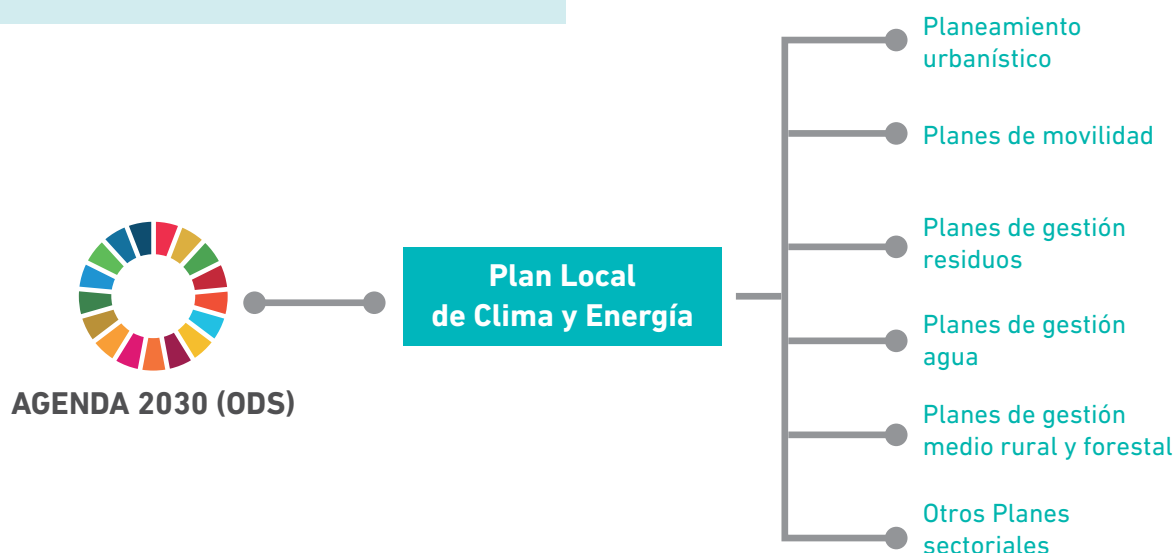 Planeamiento
urbanístico
Planes de movilidad
Planes de gestión
residuos
Plan Local
de Clima y Energía
Planes de gestión
agua
AGENDA 2030 (ODS)
Planes de gestión
medio rural y forestal
Otros Planes
sectoriales